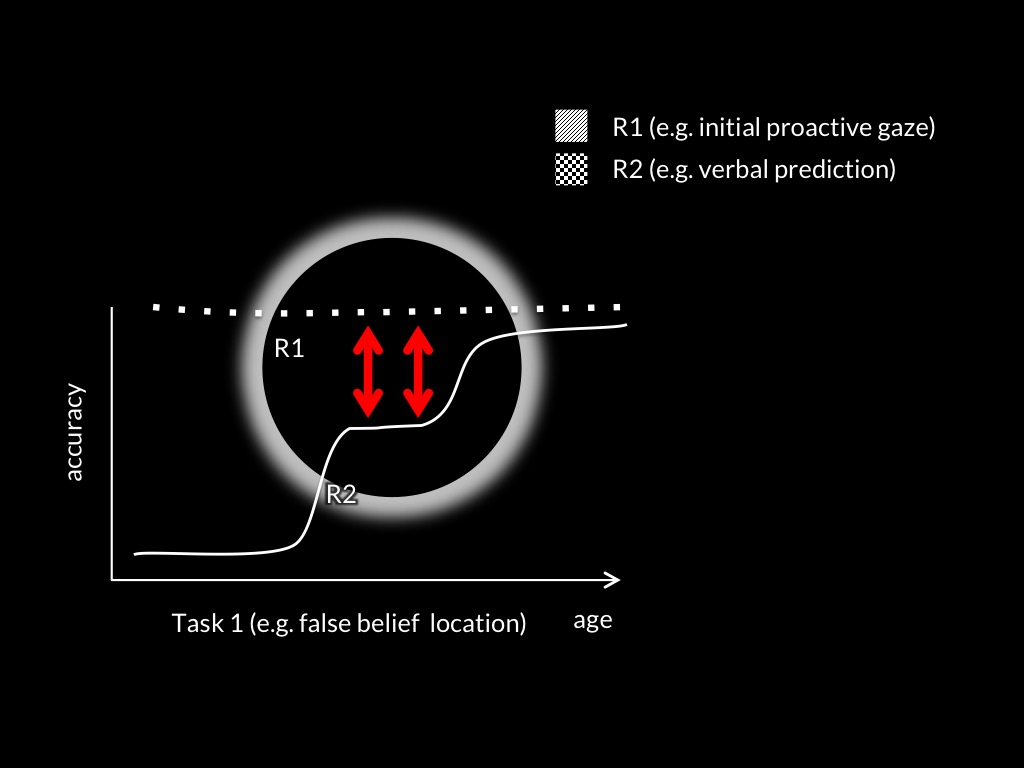 R1 (e.g. initial proactive gaze)
R2 (e.g. verbal prediction)
R1
accuracy
R2
Task 1 (e.g. false belief  location)
age